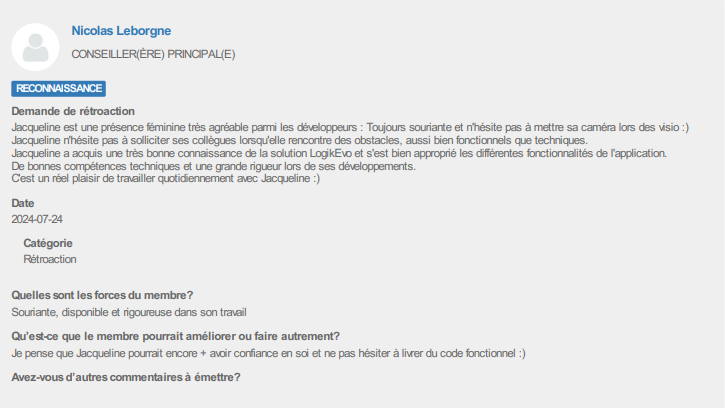 Nicolas Leborgne
CONSEILLER(ÈRE) PRINCIPAL(E)
RECONNAISSANCE
Demande de rétroaction
Jacqueline est une présence féminine très agréable parmi les développeurs : Toujours souriante et n'hésite pas à mettre sa caméra lors des visio :)
Jacqueline n'hésite pas à solliciter ses collègues lorsqu'elle rencontre des obstacles, aussi bien fonctionnels que techniques.
Jacqueline a acquis une très bonne connaissance de la solution LogikEvo et s'est bien approprié les différentes fonctionnalités de l'application.
De bonnes compétences techniques et une grande rigueur lors de ses développements.
C'est un réel plaisir de travailler quotidiennement avec Jacqueline :)
Date
2024-07-24
Catégorie
Rétroaction
Quelles sont les forces du membre?
Souriante, disponible et rigoureuse dans son travail
Qu'est-ce que le membre pourrait améliorer ou faire autrement?
Je pense que Jacqueline pourrait encore + avoir confiance en soi et ne pas hésiter à livrer du code fonctionnel :)
Avez-vous d'autres commentaires à émettre?